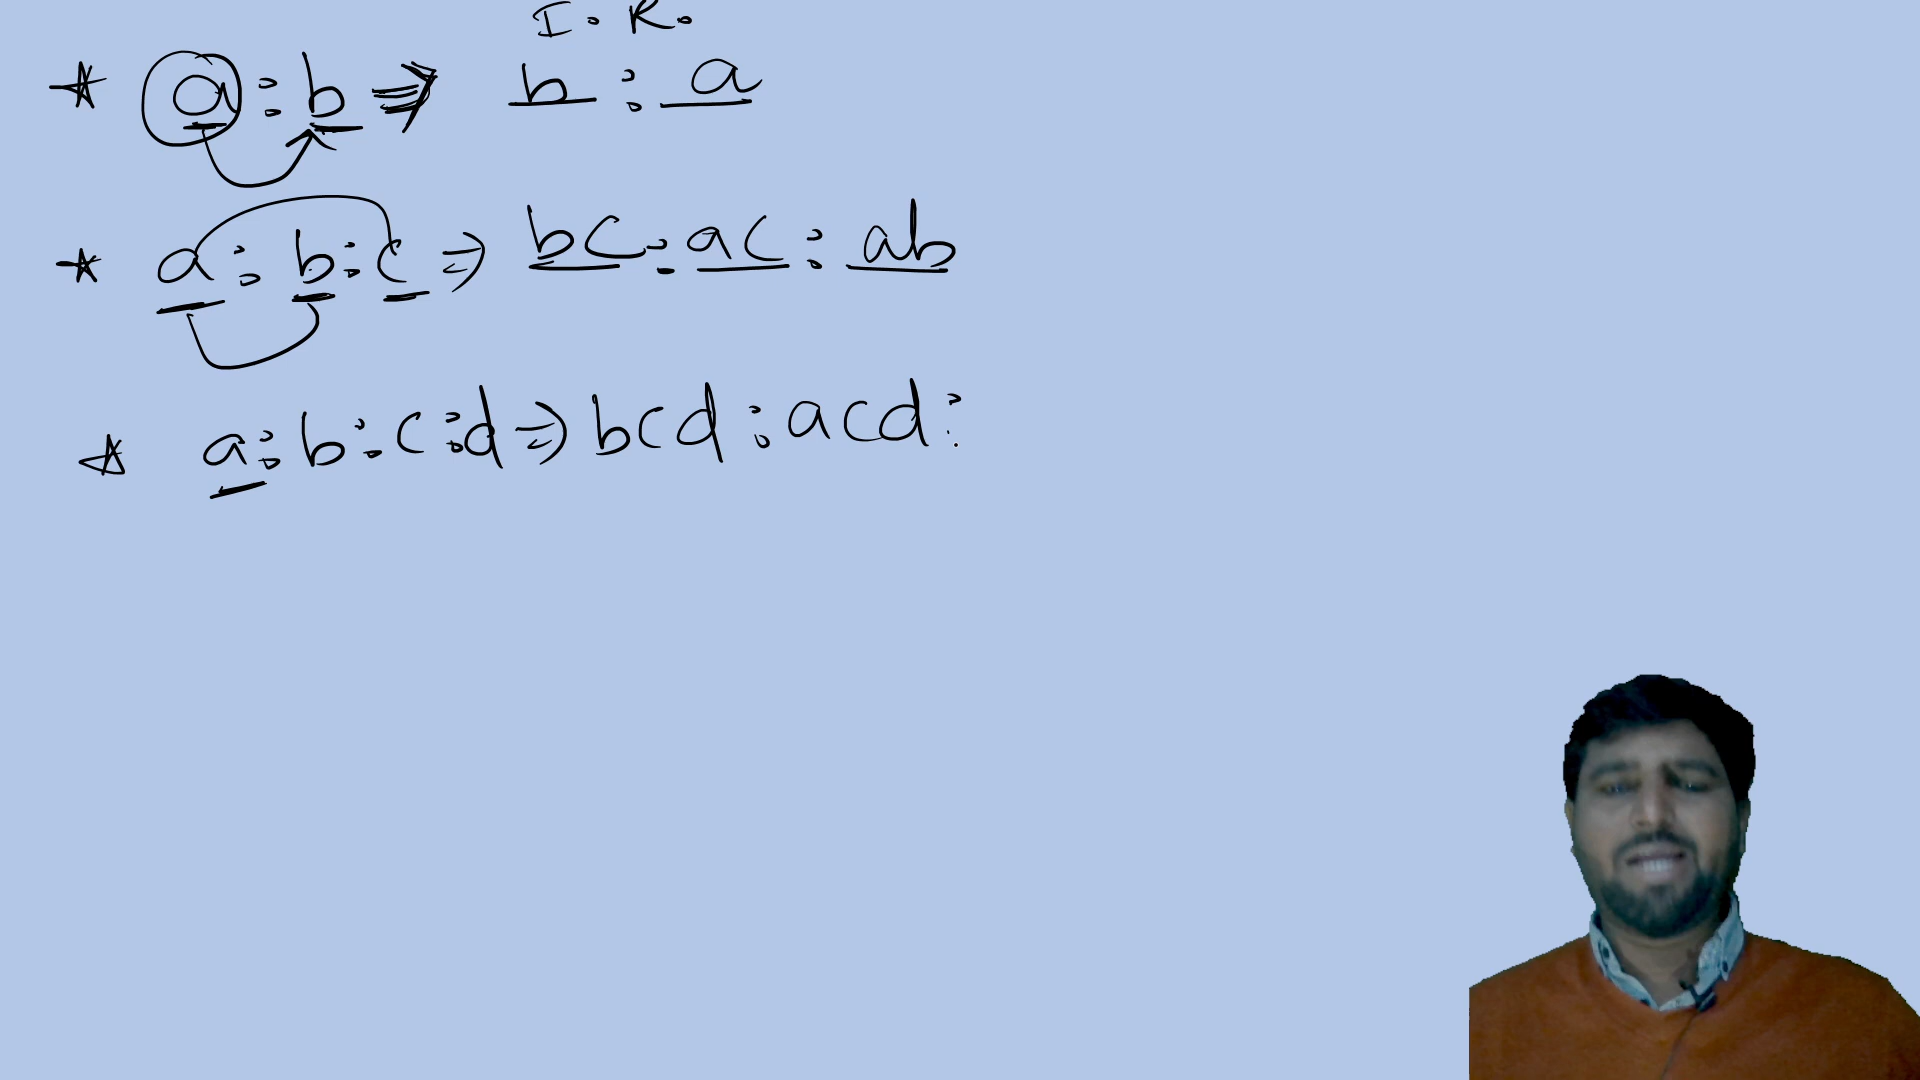 I. R.
* a : b ⇒ b : a
* a : b : c ⇒ bc : ac : ab
* a : b : c : d ⇒ bcd : acd :